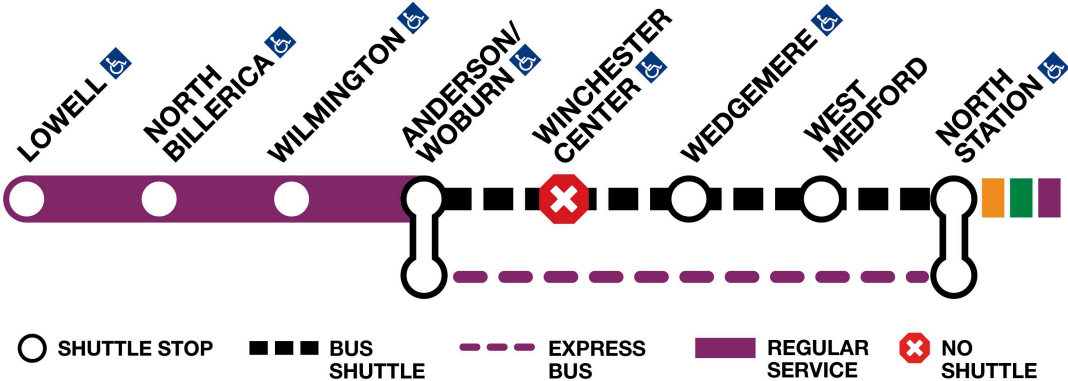 LOWELL
NORTH
BILLERICA
WILMINGTON
ANDERSON/
WOBURN
WINCHESTER
CENTER
WEDGEMERE
WEST
MEDFORD
NORTH
STATION
SHUTTLE STOP
BUS
SHUTTLE
EXPRESS
BUS
REGULAR
SERVICE
NO
SHUTTLE